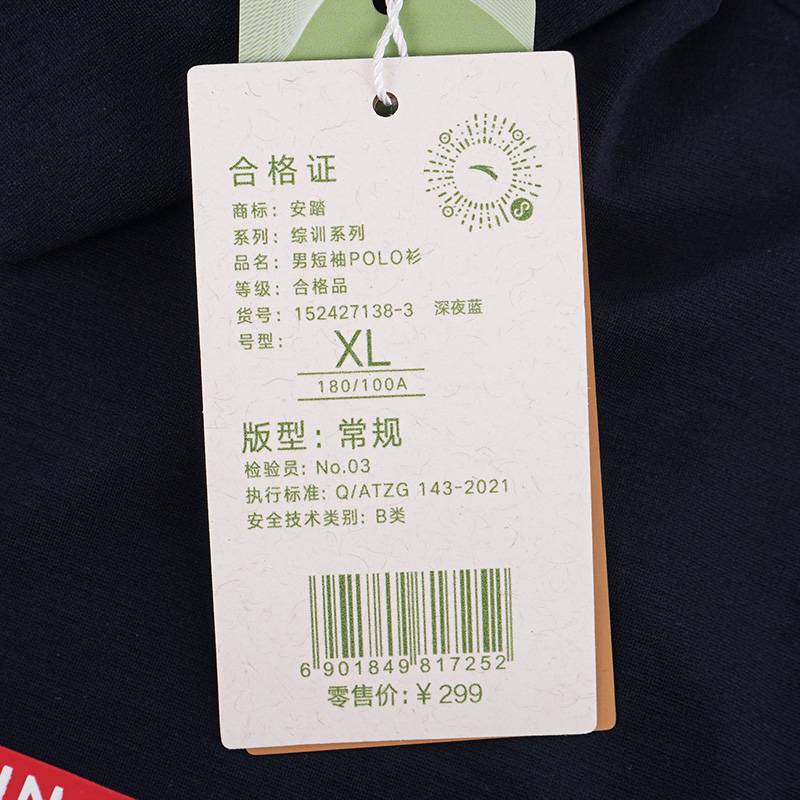 合格证
商标：安踏
系列：综训系列
品名：男短袖POLO衫
等级：合格品
货号：152427138-3 深夜蓝
号型：
XL
180/100A
版型：常规
检验员：No.03
执行标准：Q/ATZG 143-2021
安全技术类别：B类
6 901849 817252
零售价：¥299
IN